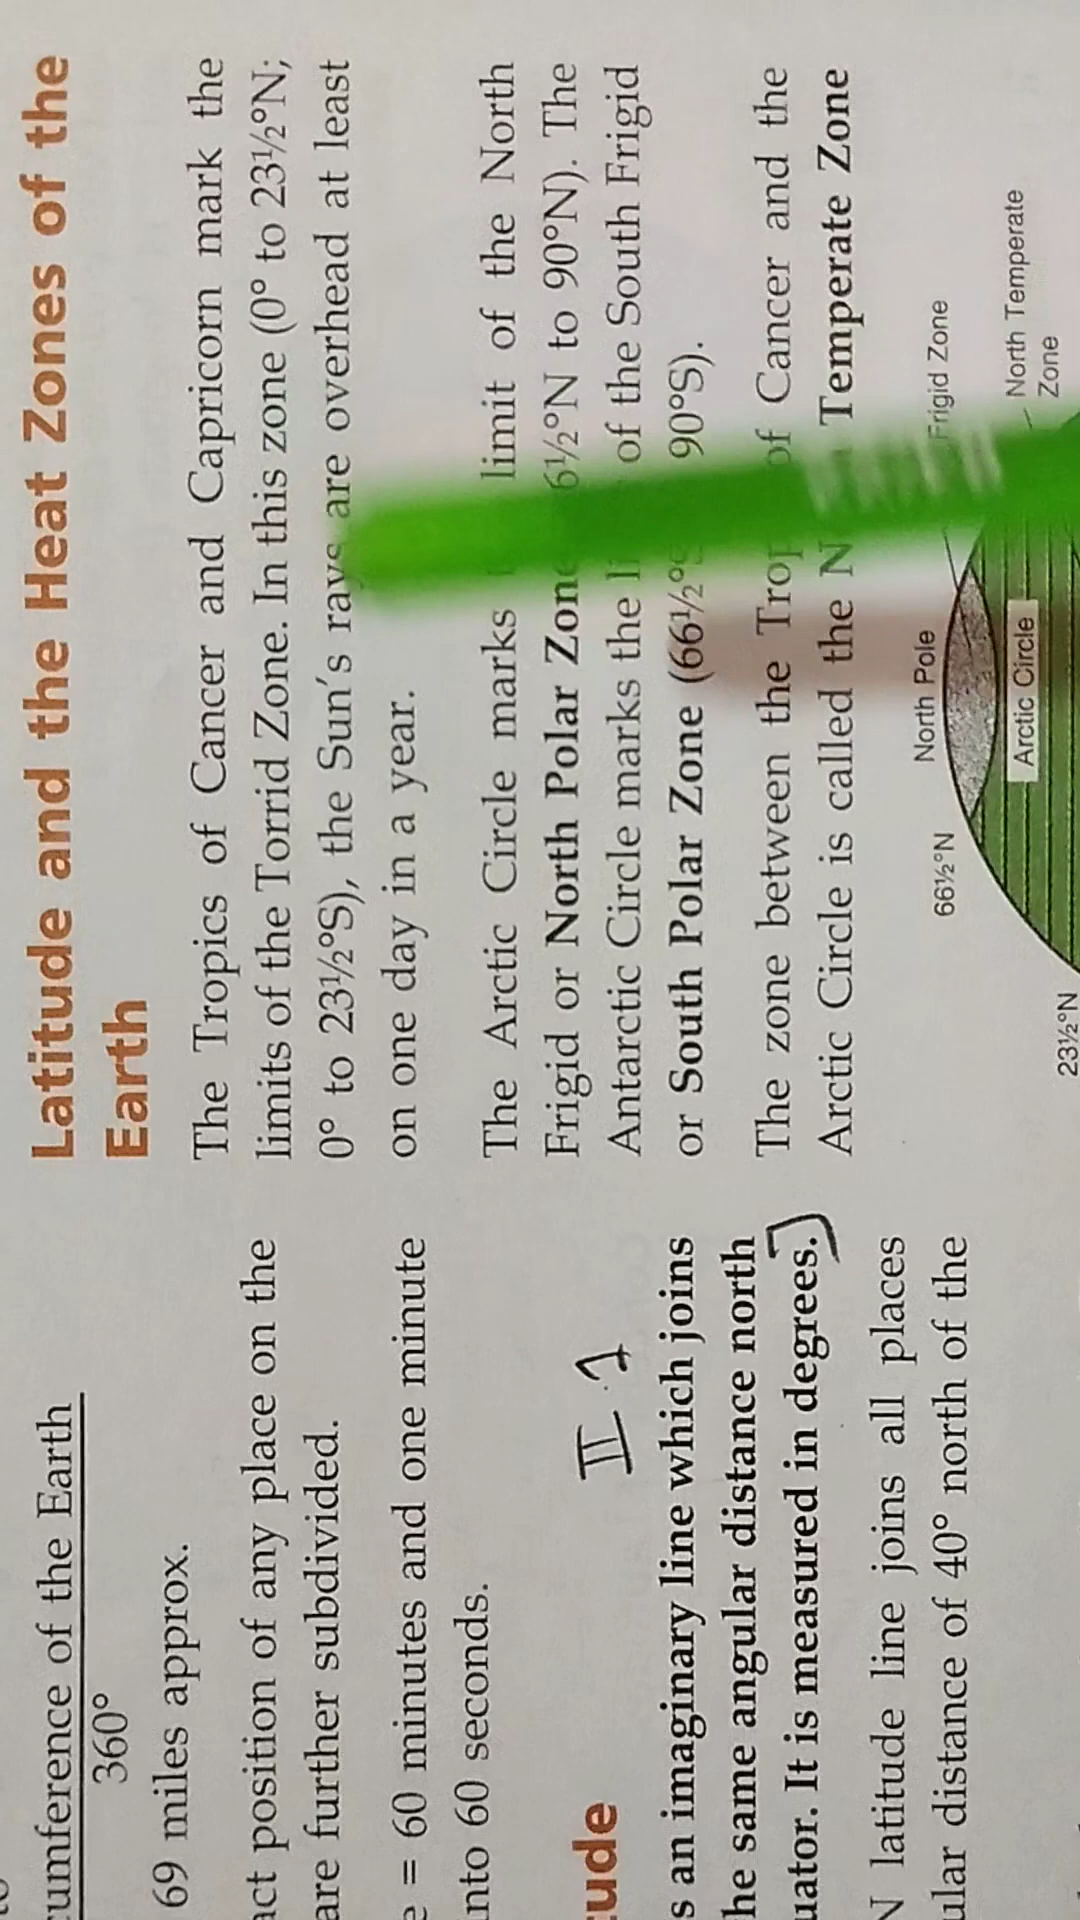 cumference of the Earth
360°
69 miles approx.
act position of any place on the
are further subdivided.
e = 60 minutes and one minute
nto 60 seconds.
ude
II.1
s an imaginary line which joins
he same angular distance north
uator. It is measured in degrees.
N latitude line joins all places
ular distance of 40° north of the
Latitude and the Heat Zones of the
Earth
The Tropics of Cancer and Capricorn mark the
limits of the Torrid Zone. In this zone (0° to 23½°N;
0° to 23½°S), the Sun's rays are overhead at least
on one day in a year.
The Arctic Circle marks limit of the North
Frigid or North Polar Zone 6½°N to 90°N). The
Antarctic Circle marks the of the South Frigid
or South Polar Zone (66½° 90°S).
The zone between the of Cancer and the
Arctic Circle is called the N Temperate Zone
North Pole
Frigid Zone
66½°N
North Temperate
Zone
Arctic Circle
23½°N